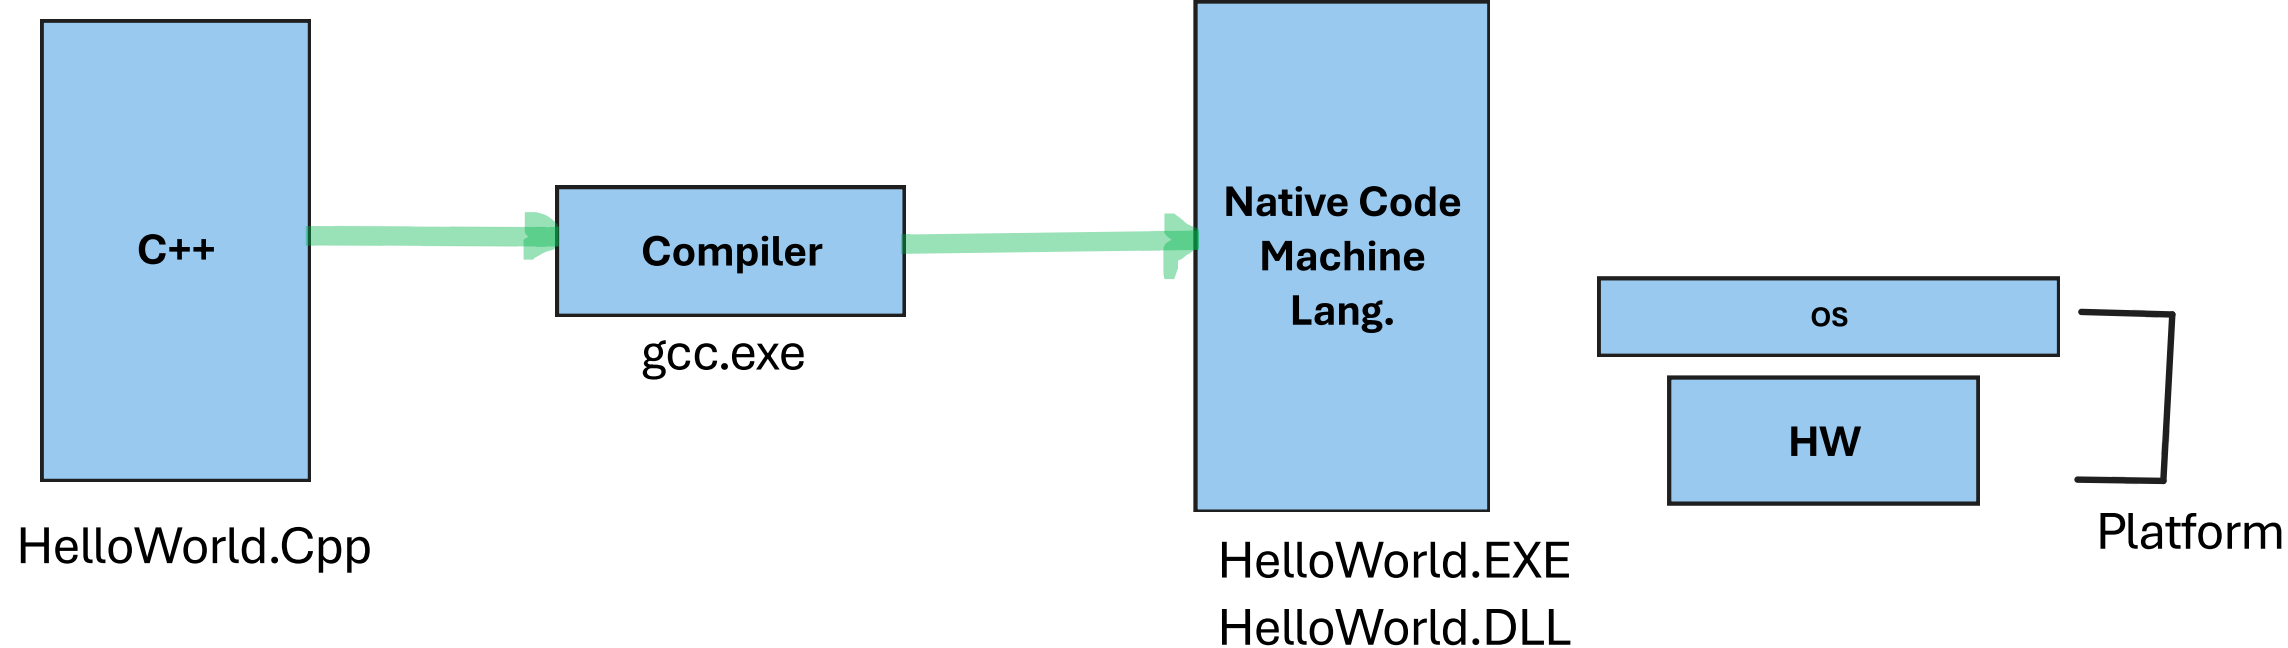 C++
HelloWorld.Cpp
Compiler
gcc.exe
Native Code
Machine
Lang.
HelloWorld.EXE
HelloWorld.DLL
OS
HW
Platform